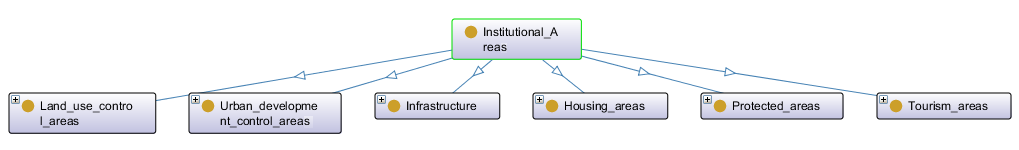 Institutional_A
reas
Land_use_contro
l_areas
Urban_developme
nt_control_areas
Infrastructure
Housing_areas
Protected_areas
Tourism_areas